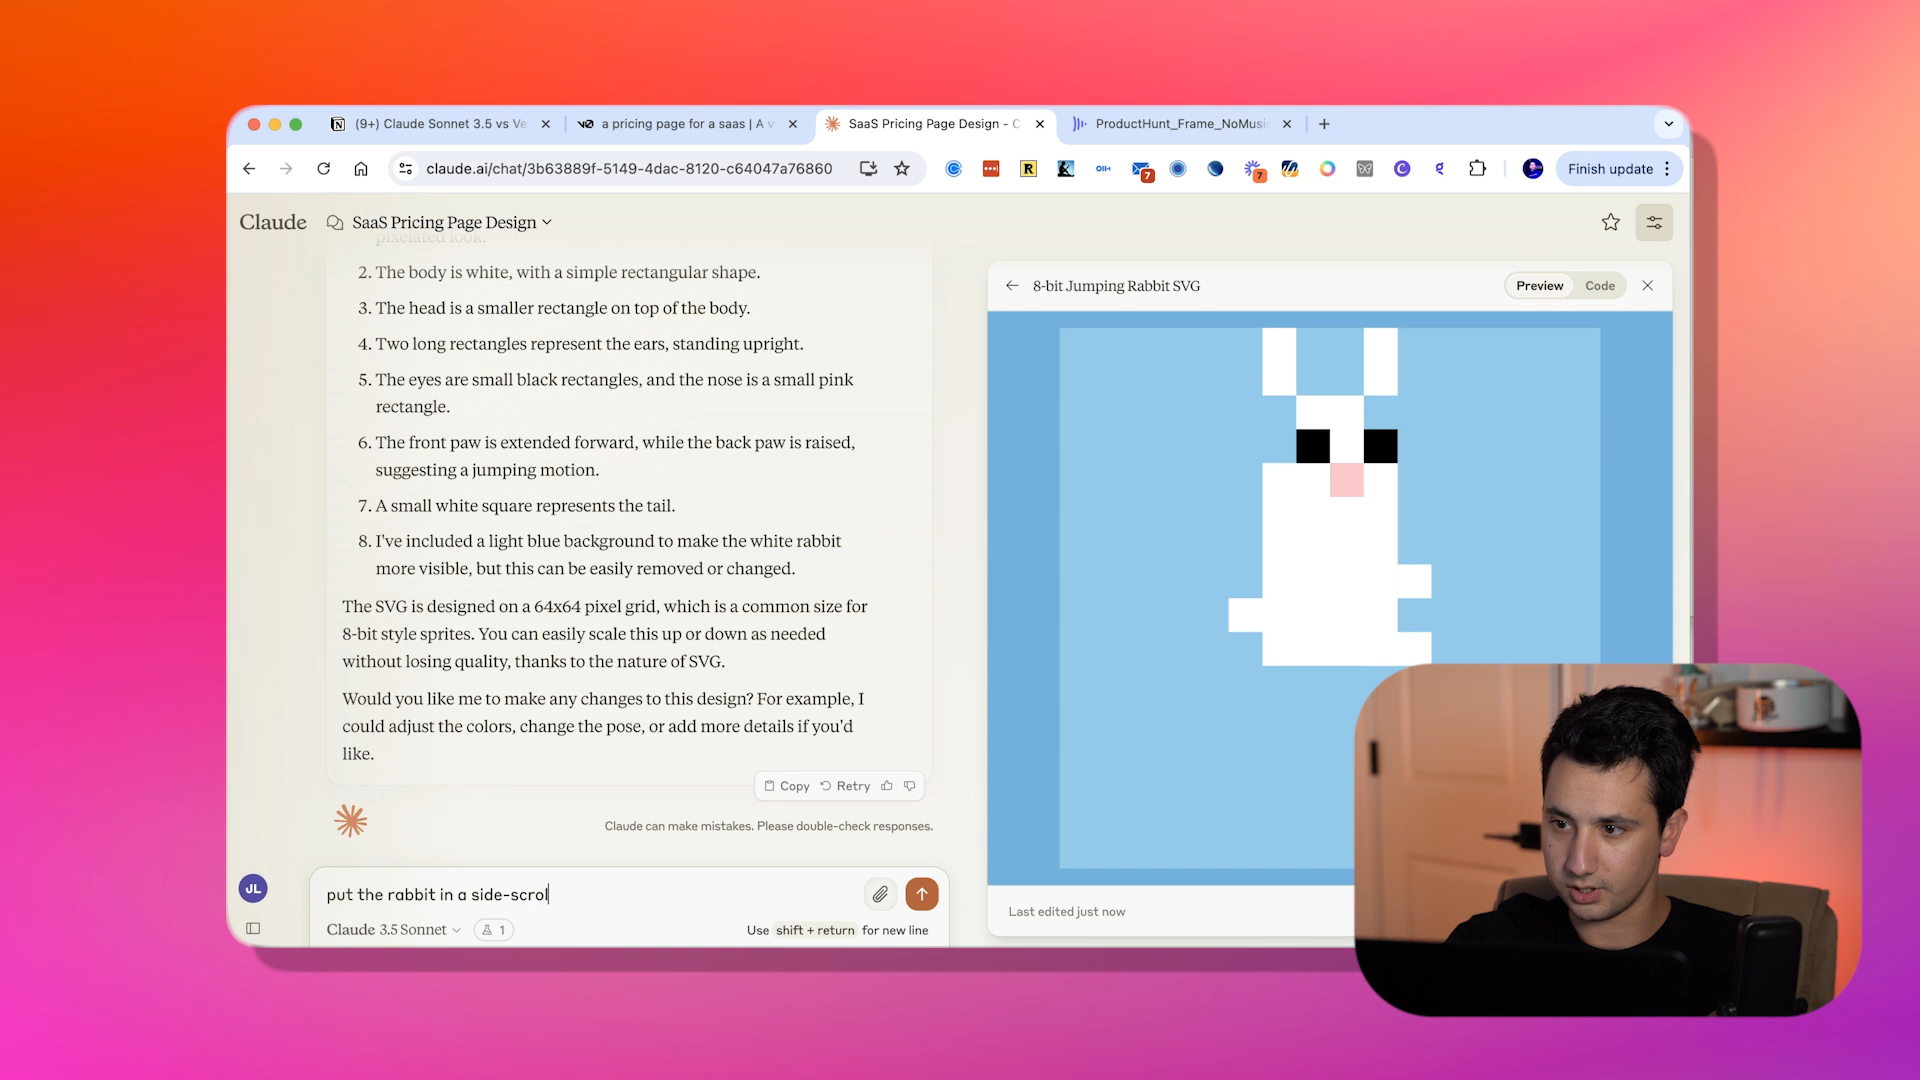 (9+) Claude Sonnet 3.5 vs Ve
a pricing page for a saas | A v
SaaS Pricing Page Design - C
ProductHunt_Frame_NoMusic
claude.ai/chat/3b63889f-5149-4dac-8120-c64047a76860
7
R
7
Finish update
Claude
SaaS Pricing Page Design
pixelated look.
2. The body is white, with a simple rectangular shape.
3. The head is a smaller rectangle on top of the body.
4. Two long rectangles represent the ears, standing upright.
5. The eyes are small black rectangles, and the nose is a small pink
rectangle.
6. The front paw is extended forward, while the back paw is raised,
suggesting a jumping motion.
7. A small white square represents the tail.
8. I've included a light blue background to make the white rabbit
more visible, but this can be easily removed or changed.
The SVG is designed on a 64x64 pixel grid, which is a common size for
8-bit style sprites. You can easily scale this up or down as needed
without losing quality, thanks to the nature of SVG.
Would you like me to make any changes to this design? For example, I
could adjust the colors, change the pose, or add more details if you'd
like.
Copy Retry
Claude can make mistakes. Please double-check responses.
JL
put the rabbit in a side-scrol
Claude 3.5 Sonnet 1
Use shift + return for new line
8-bit Jumping Rabbit SVG
Preview Code
Last edited just now